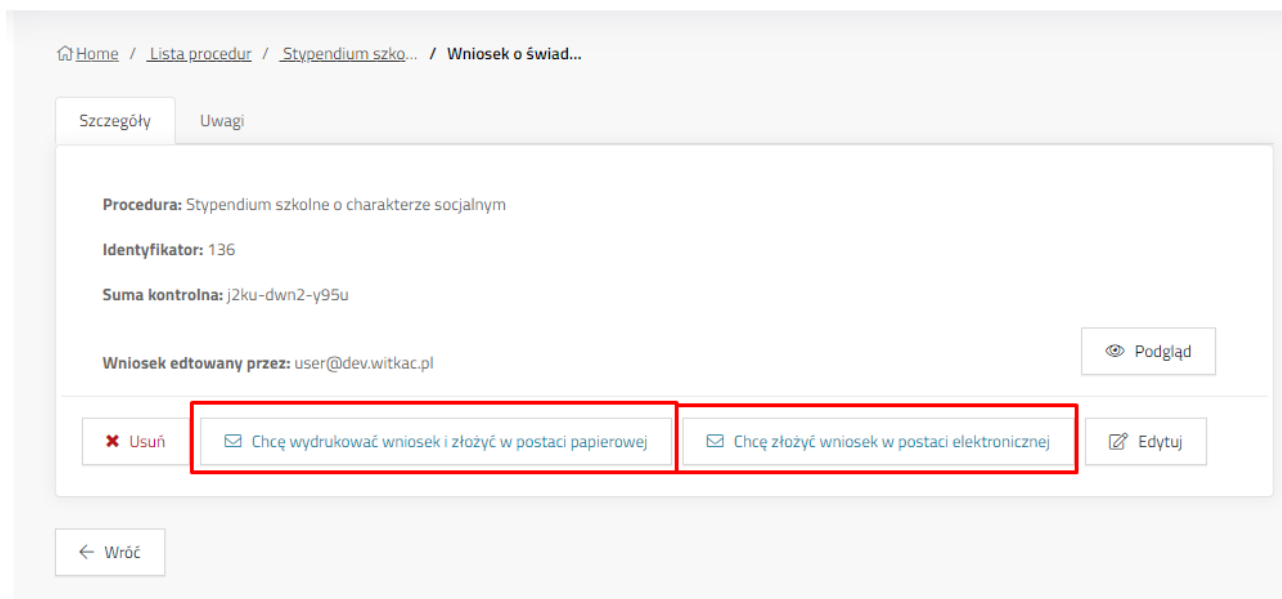 Home / Lista procedur / Stypendium szko... / Wniosek o świad...
Szczegóły Uwagi
Procedura: Stypendium szkolne o charakterze socjalnym
Identyfikator: 136
Suma kontrolna: j2ku-dwn2-y95u
Wniosek edtowany przez: user@dev.witkac.pl
Podgląd
Usuń Chcę wydrukować wniosek i złożyć w postaci papierowej Chcę złożyć wniosek w postaci elektronicznej Edytuj
Wróć